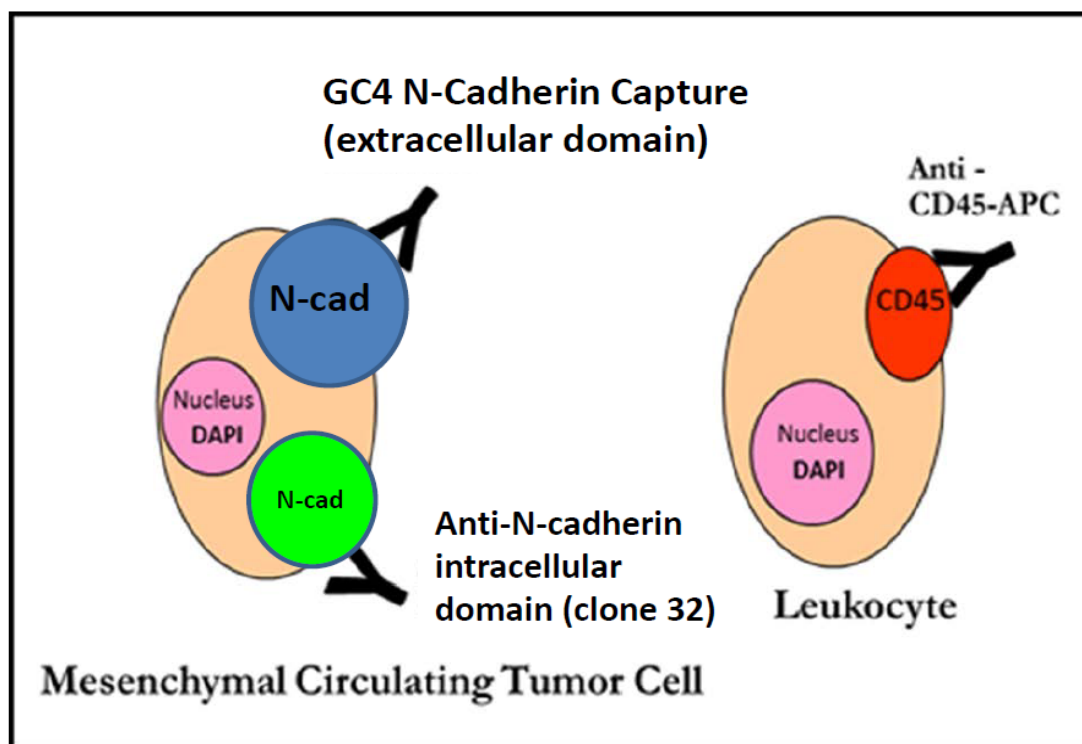 GC4 N-Cadherin Capture
(extracellular domain)
Anti -
CD45-APC
N-cad
CD45
Nucleus
DAPI
Nucleus
DAPI
N-cad
Anti-N-cadherin
intracellular
domain (clone 32)
Leukocyte
Mesenchymal Circulating Tumor Cell